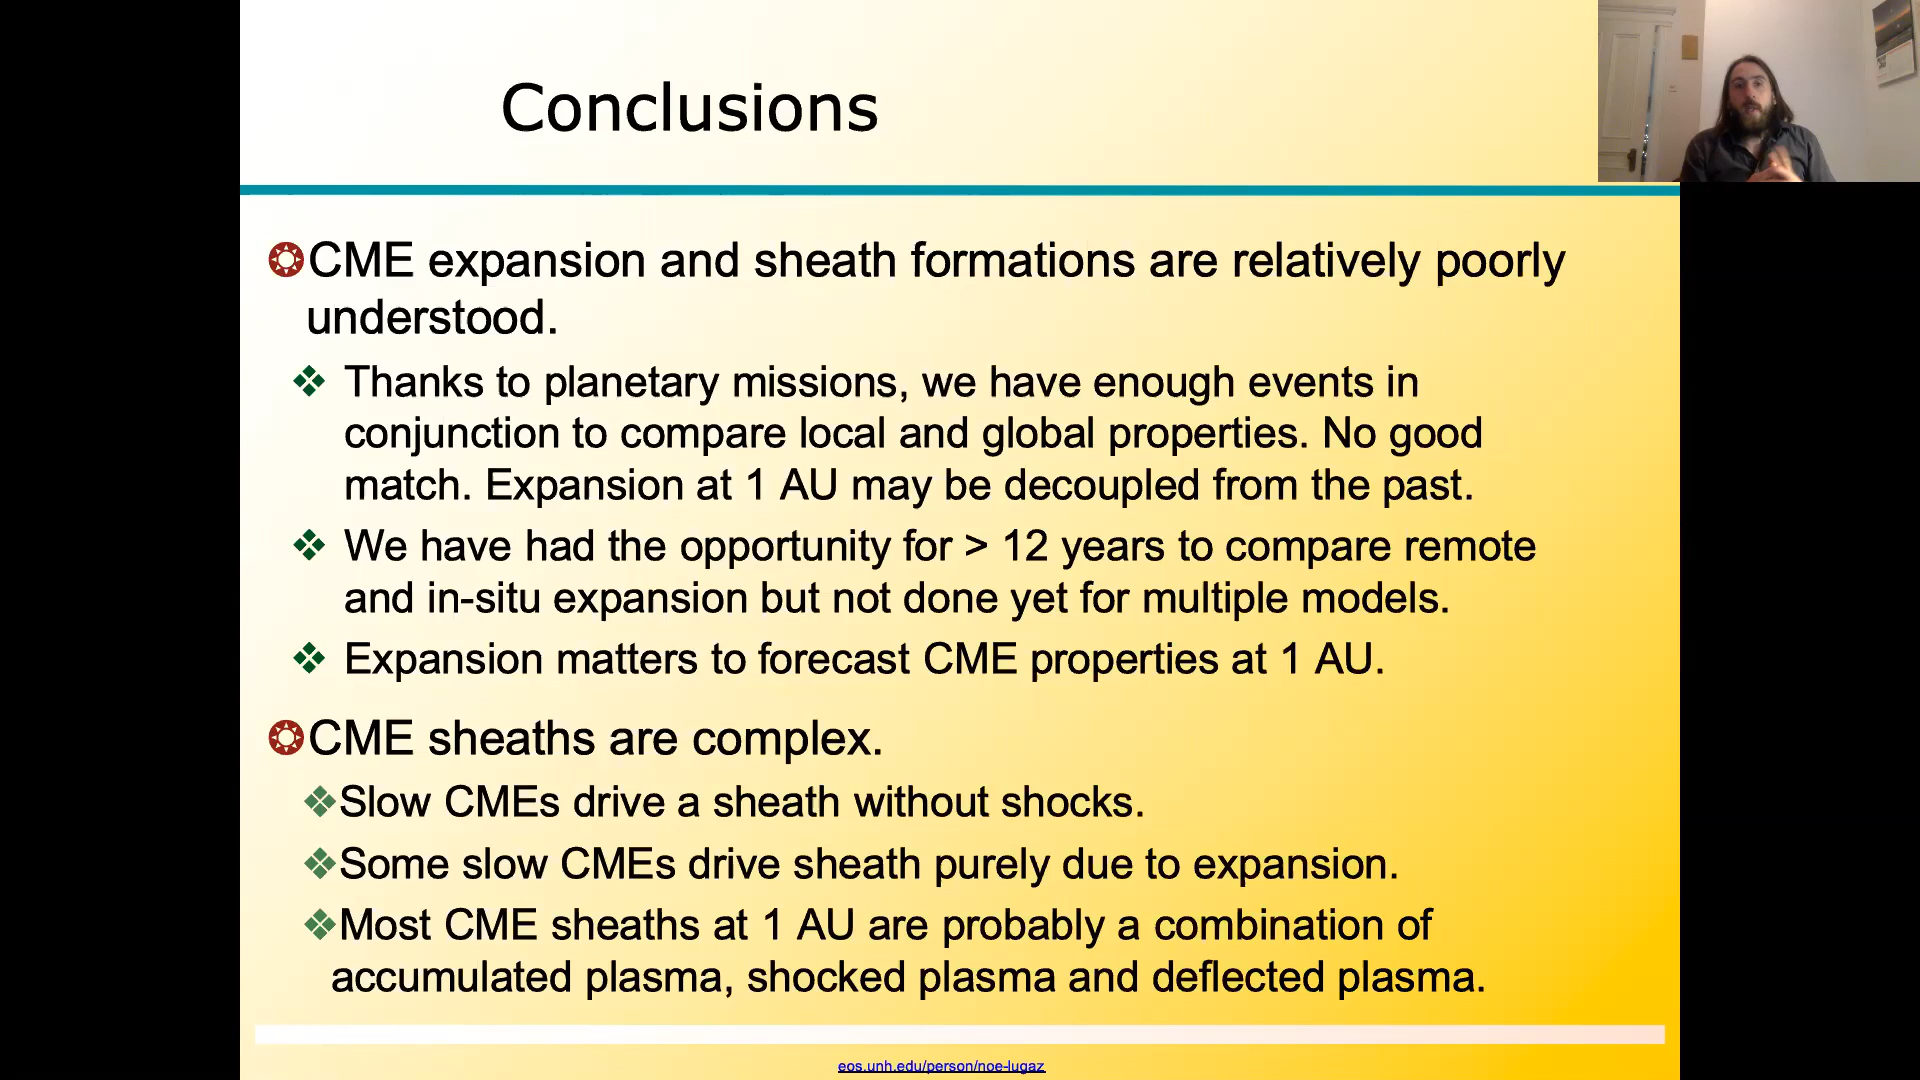 Conclusions
CME expansion and sheath formations are relatively poorly
understood.
Thanks to planetary missions, we have enough events in
conjunction to compare local and global properties. No good
match. Expansion at 1 AU may be decoupled from the past.
We have had the opportunity for > 12 years to compare remote
and in-situ expansion but not done yet for multiple models.
Expansion matters to forecast CME properties at 1 AU.
CME sheaths are complex.
Slow CMEs drive a sheath without shocks.
Some slow CMEs drive sheath purely due to expansion.
Most CME sheaths at 1 AU are probably a combination of
accumulated plasma, shocked plasma and deflected plasma.
eos.unh.edu/person/noe-lugaz